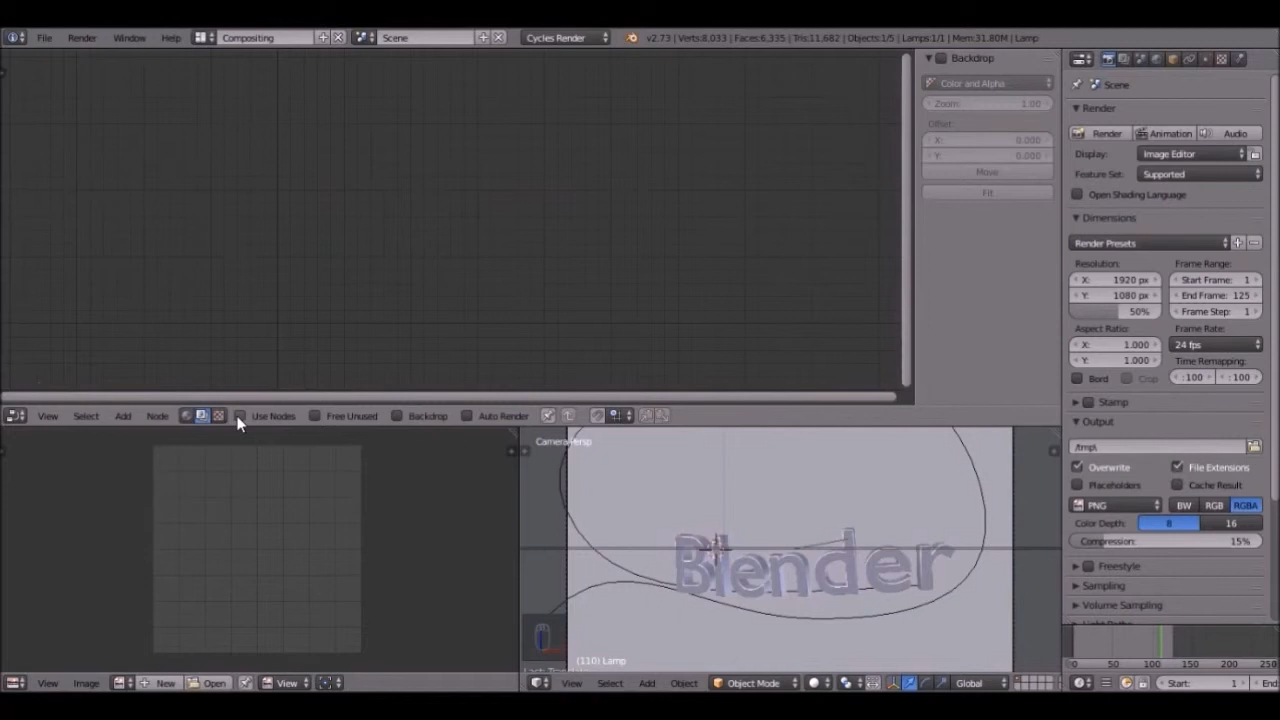 File Render Window Help Compositing Scene Cycles Render v2.73 | Verts:8,033 | Faces:6,335 | Tris:11,682 | Objects:1/5 | Lamps:1/1 | Mem:31.80M | Lamp
Backdrop
Color and Alpha
Zoom: 1.00
Offset:
X: 0.000
Y: 0.000
Move
Fit
Scene
Render
Render Animation Audio
Display: Image Editor
Feature Set: Supported
Open Shading Language
Dimensions
Render Presets
Resolution: Frame Range:
X: 1920 px Start Frame: 1
Y: 1080 px End Frame: 125
50% Frame Step: 1
Aspect Ratio: Frame Rate:
X: 1.000 24 fps
Y: 1.000 Time Remapping:
Bord Crop :100 :100
Stamp
Output
/tmp\
Overwrite File Extensions
Placeholders Cache Result
PNG BW RGB RGBA
Color Depth: 8 16
Compression: 15%
Freestyle
Sampling
Volume Sampling
View Select Add Node Use Nodes Free Unused Backdrop Auto Render
Camera Persp
Blender
(110) Lamp
0 50 100 150 200 250
View Image New Open View
View Select Add Object Object Mode Global
Start: 1 End